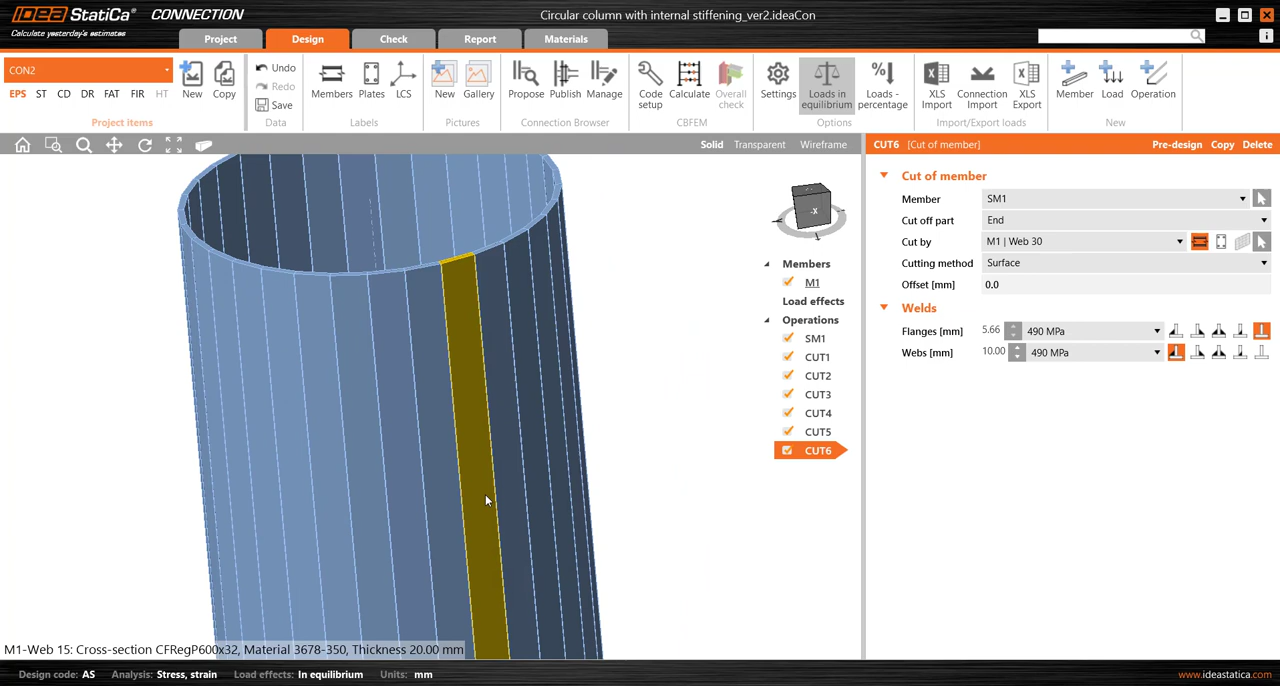 IDEA StatiCa® CONNECTION
Calculate yesterday's estimates
Circular column with internal stiffening_ver2.ideaCon
Project Design Check Report Materials
CON2
EPS ST CD DR FAT FIR HT
Project items
New Copy
Undo
Redo
Save
Data
Members Plates LCS
Labels
New Gallery
Pictures
Propose Publish Manage
Connection Browser
Code setup Calculate Overall check
CBFEM
Settings Loads in equilibrium Loads - percentage
Options
XLS Import Connection Import XLS Export
Import/Export loads
Member Load Operation
New
Solid Transparent Wireframe
-X
Members
M1
Load effects
Operations
SM1
CUT1
CUT2
CUT3
CUT4
CUT5
CUT6
CUT6 [Cut of member] Pre-design Copy Delete
Cut of member
Member SM1
Cut off part End
Cut by M1 | Web 30
Cutting method Surface
Offset [mm] 0.0
Welds
Flanges [mm] 5.66 490 MPa
Webs [mm] 10.00 490 MPa
M1-Web 15: Cross-section CFRegP600x32, Material 3678-350, Thickness 20.00 mm
Design code: AS Analysis: Stress, strain Load effects: In equilibrium Units: mm
www.ideastatica.com